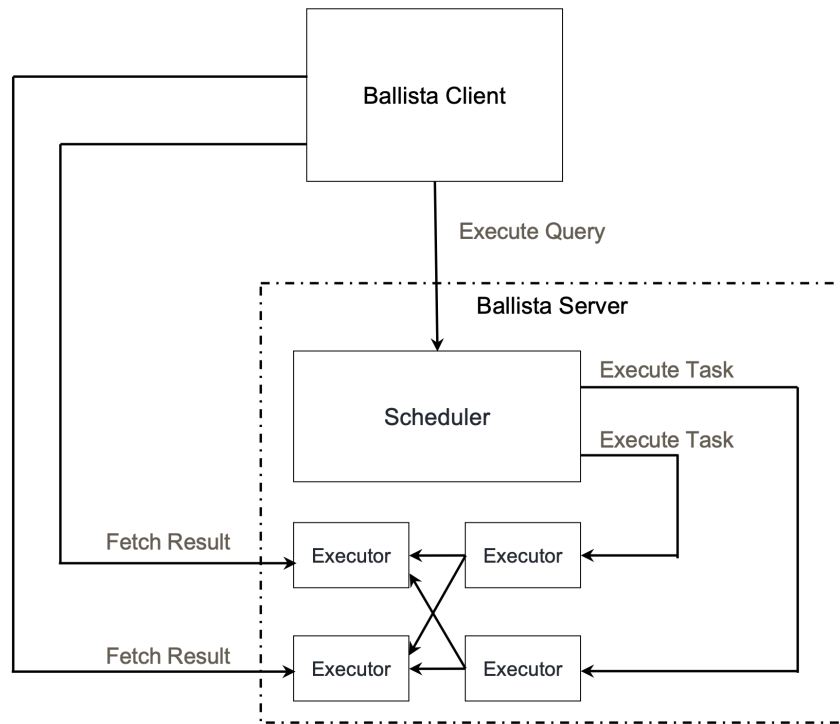 Ballista Client
Execute Query
Ballista Server
Scheduler
Execute Task
Execute Task
Fetch Result
Executor
Executor
Fetch Result
Executor
Executor